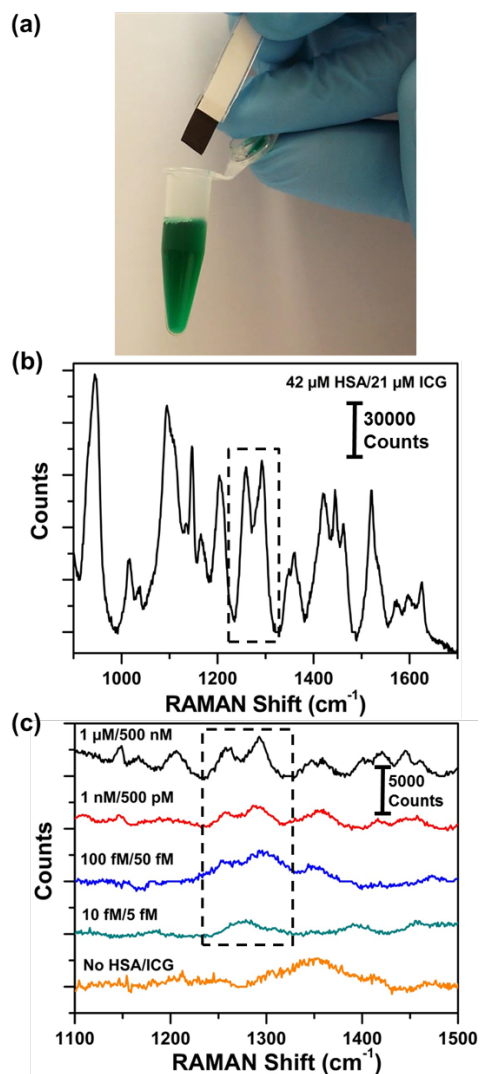 (a)
(b)
42 µM HSA/21 µM ICG
30000
Counts
Counts
1000 1200 1300 1400 1600
RAMAN Shift (cm⁻¹)
(c)
1 µM/500 nM
5000
Counts
1 nM/500 pM
100 fM/50 fM
10 fM/5 fM
No HSA/ICG
Counts
1100 1200 1300 1400 1500
RAMAN Shift (cm⁻¹)